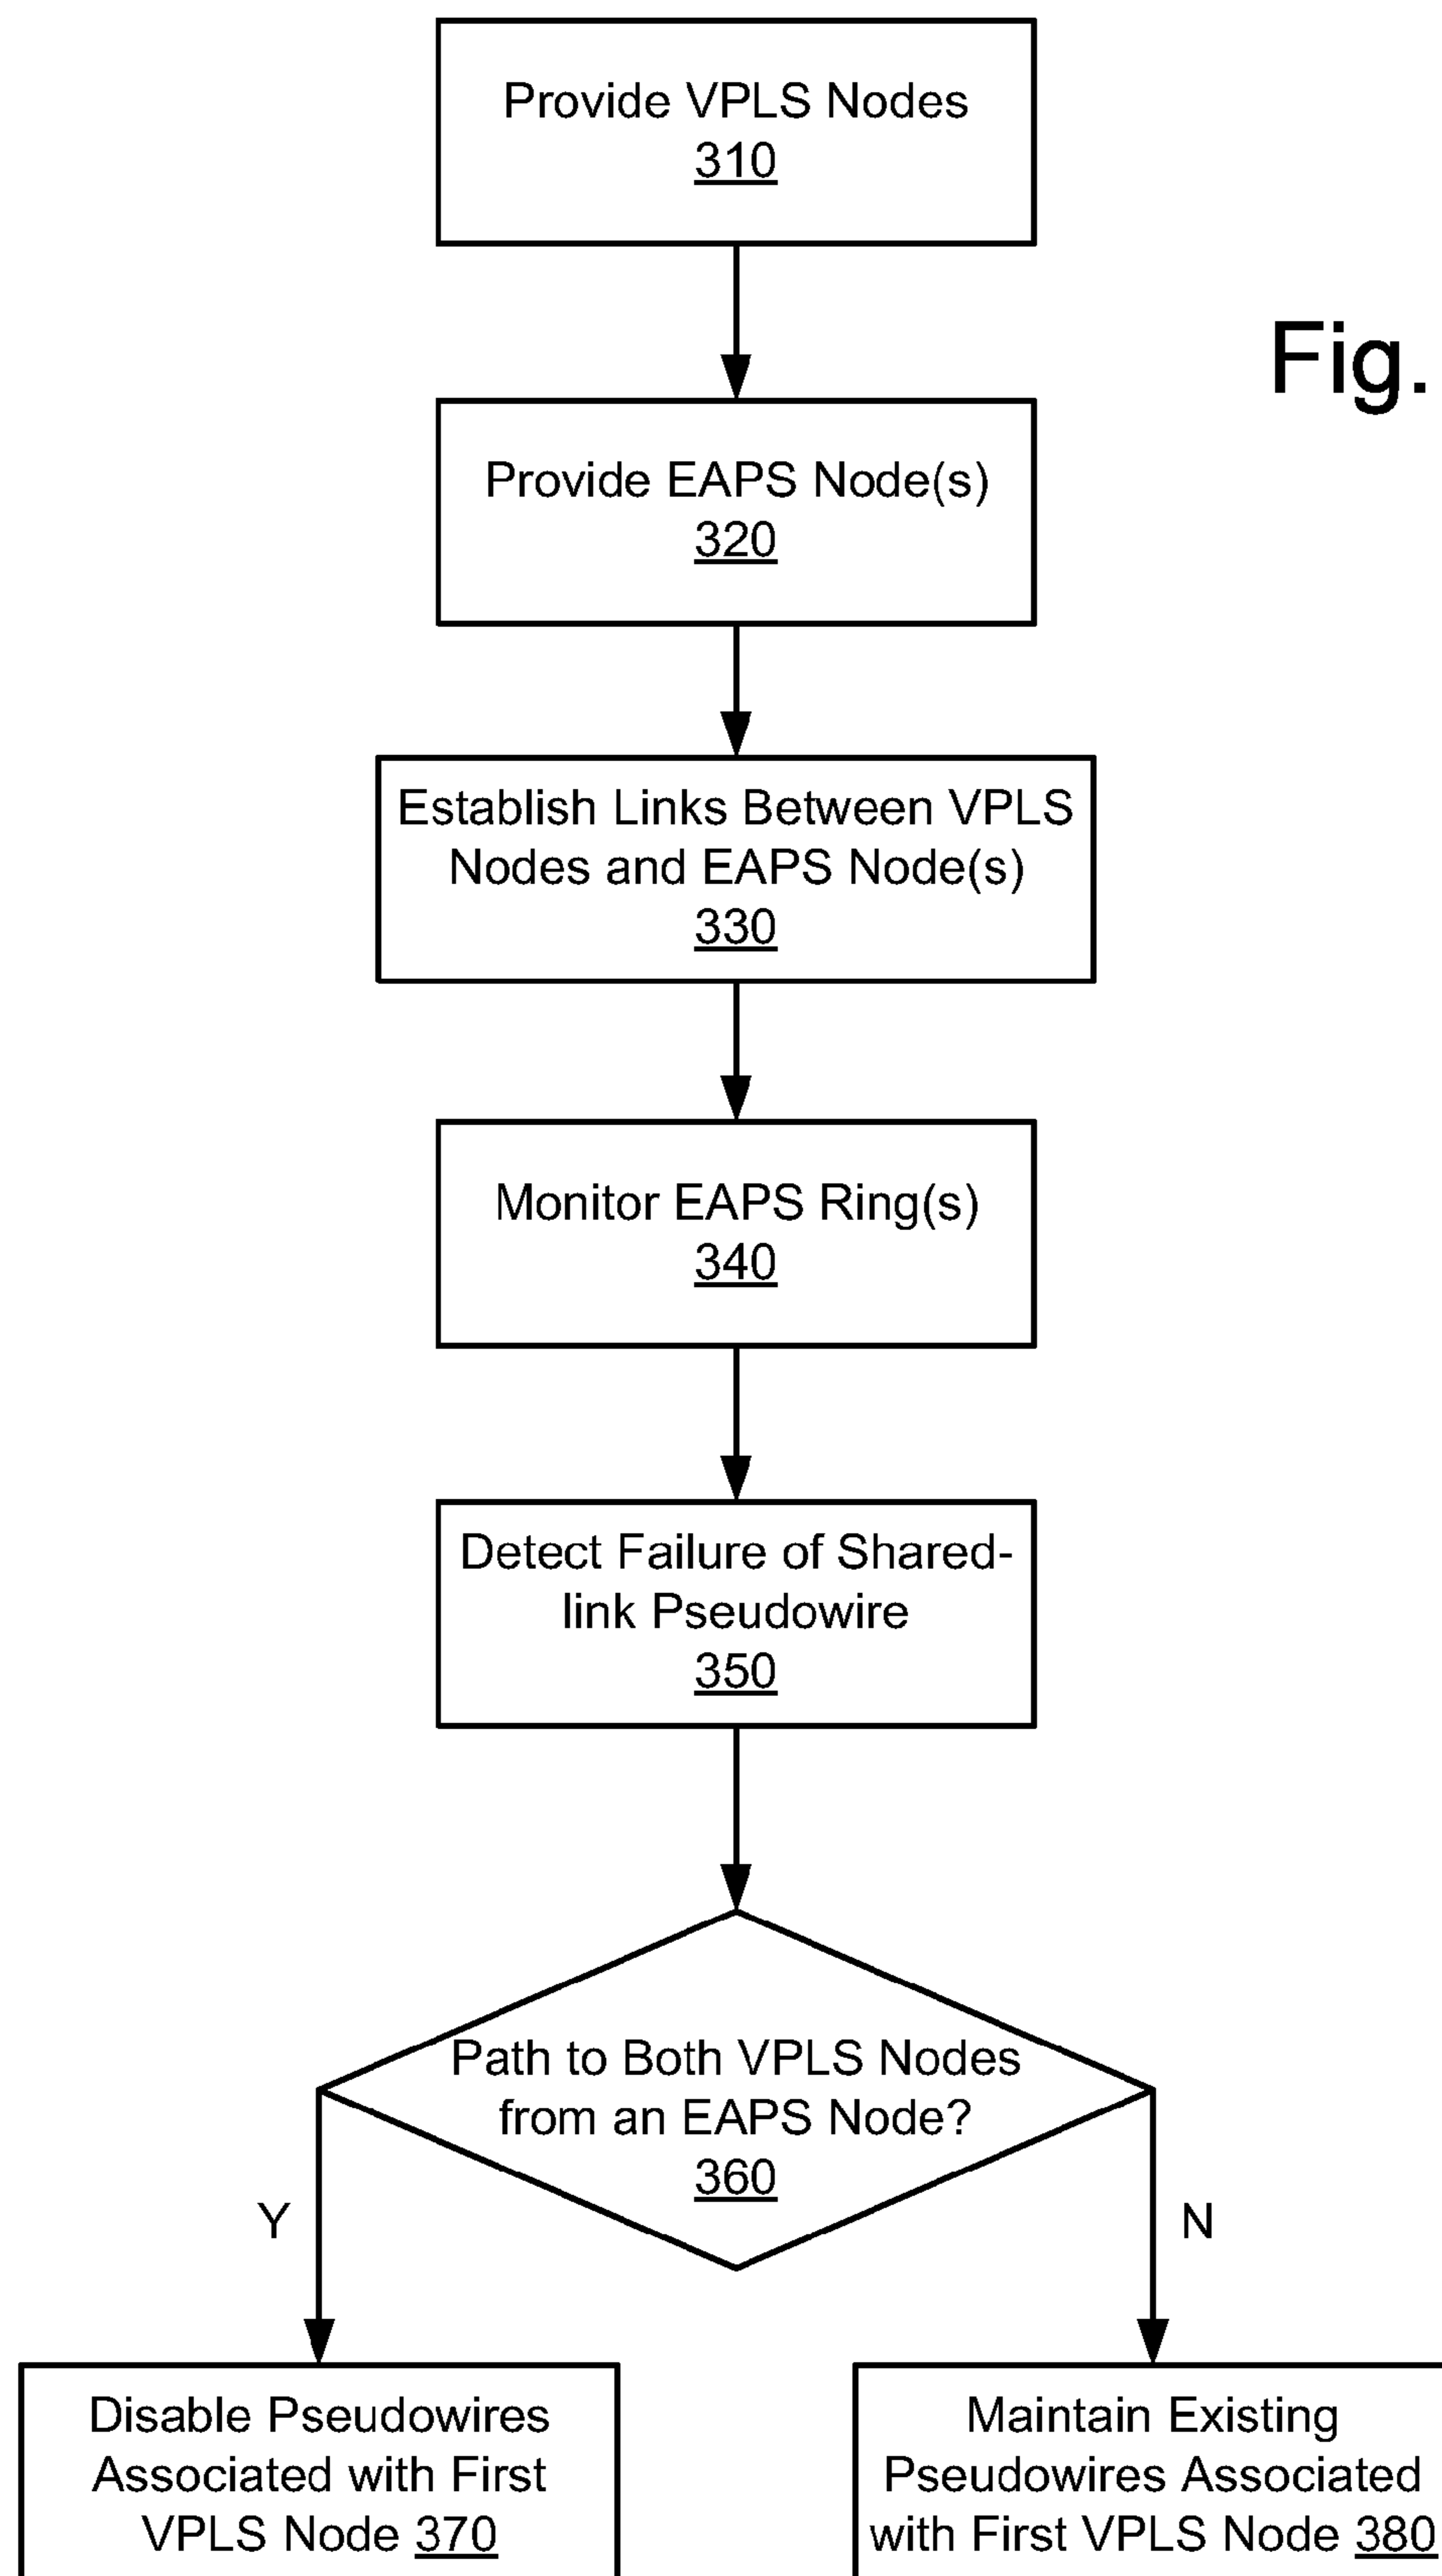 Provide VPLS Nodes
310
Fig.
Provide EAPS Node(s)
320
Establish Links Between VPLS
Nodes and EAPS Node(s)
330
Monitor EAPS Ring(s)
340
Detect Failure of Shared-
link Pseudowire
350
Path to Both VPLS Nodes
from an EAPS Node?
360
Y
N
Disable Pseudowires
Associated with First
VPLS Node 370
Maintain Existing
Pseudowires Associated
with First VPLS Node 380